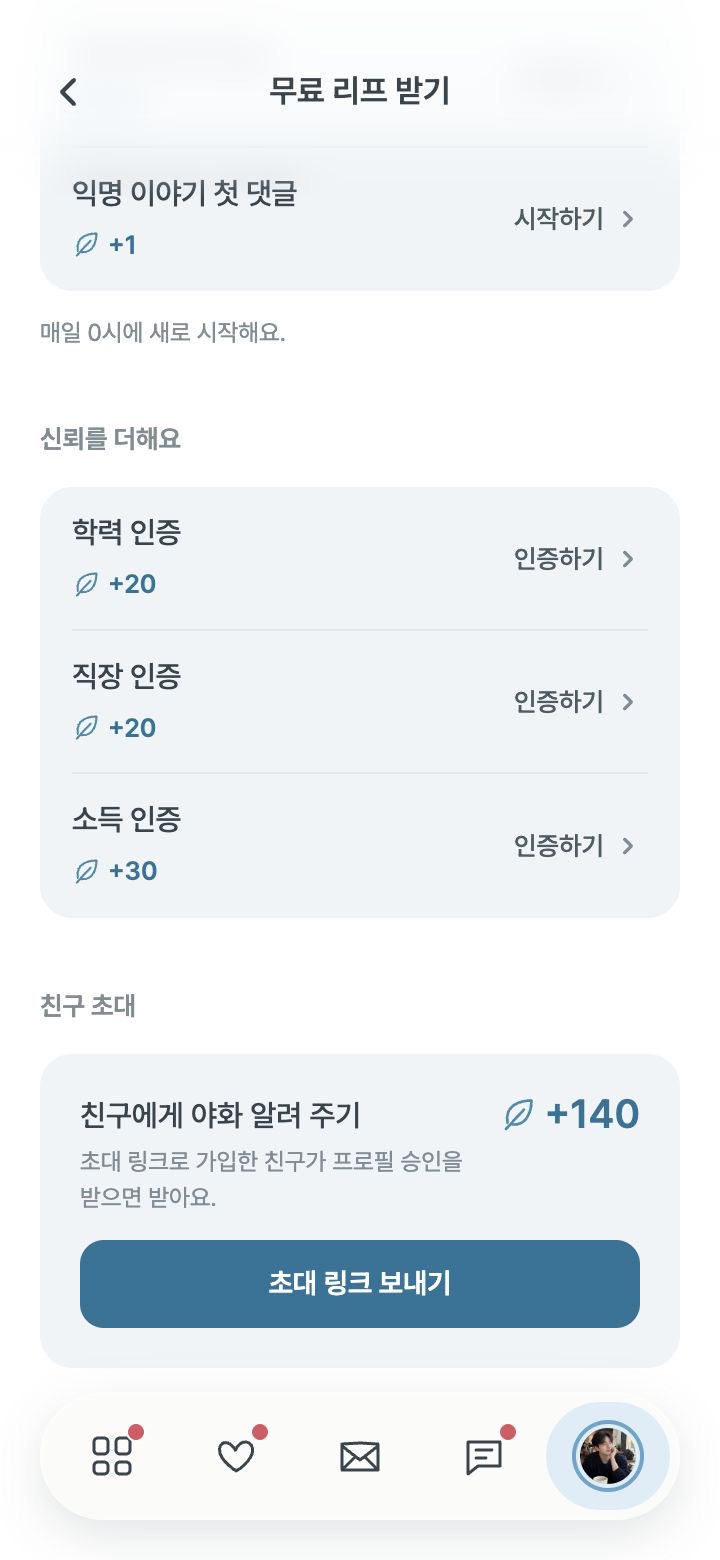 무료 리프 받기
익명 이야기 첫 댓글
+1
시작하기
매일 0시에 새로 시작해요.
신뢰를 더해요
학력 인증
+20
인증하기
직장 인증
+20
인증하기
소득 인증
+30
인증하기
친구 초대
친구에게 야화 알려 주기
+140
초대 링크로 가입한 친구가 프로필 승인을
받으면 받아요.
초대 링크 보내기